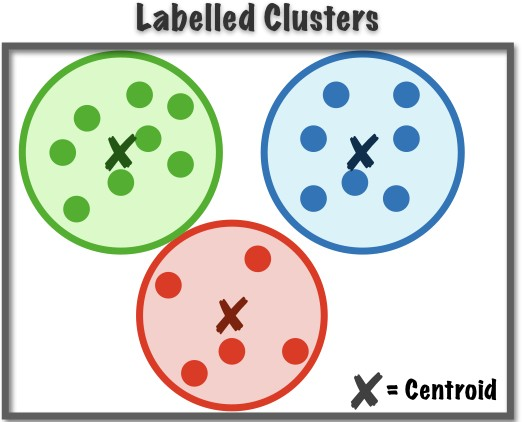 Labelled Clusters
= Centroid